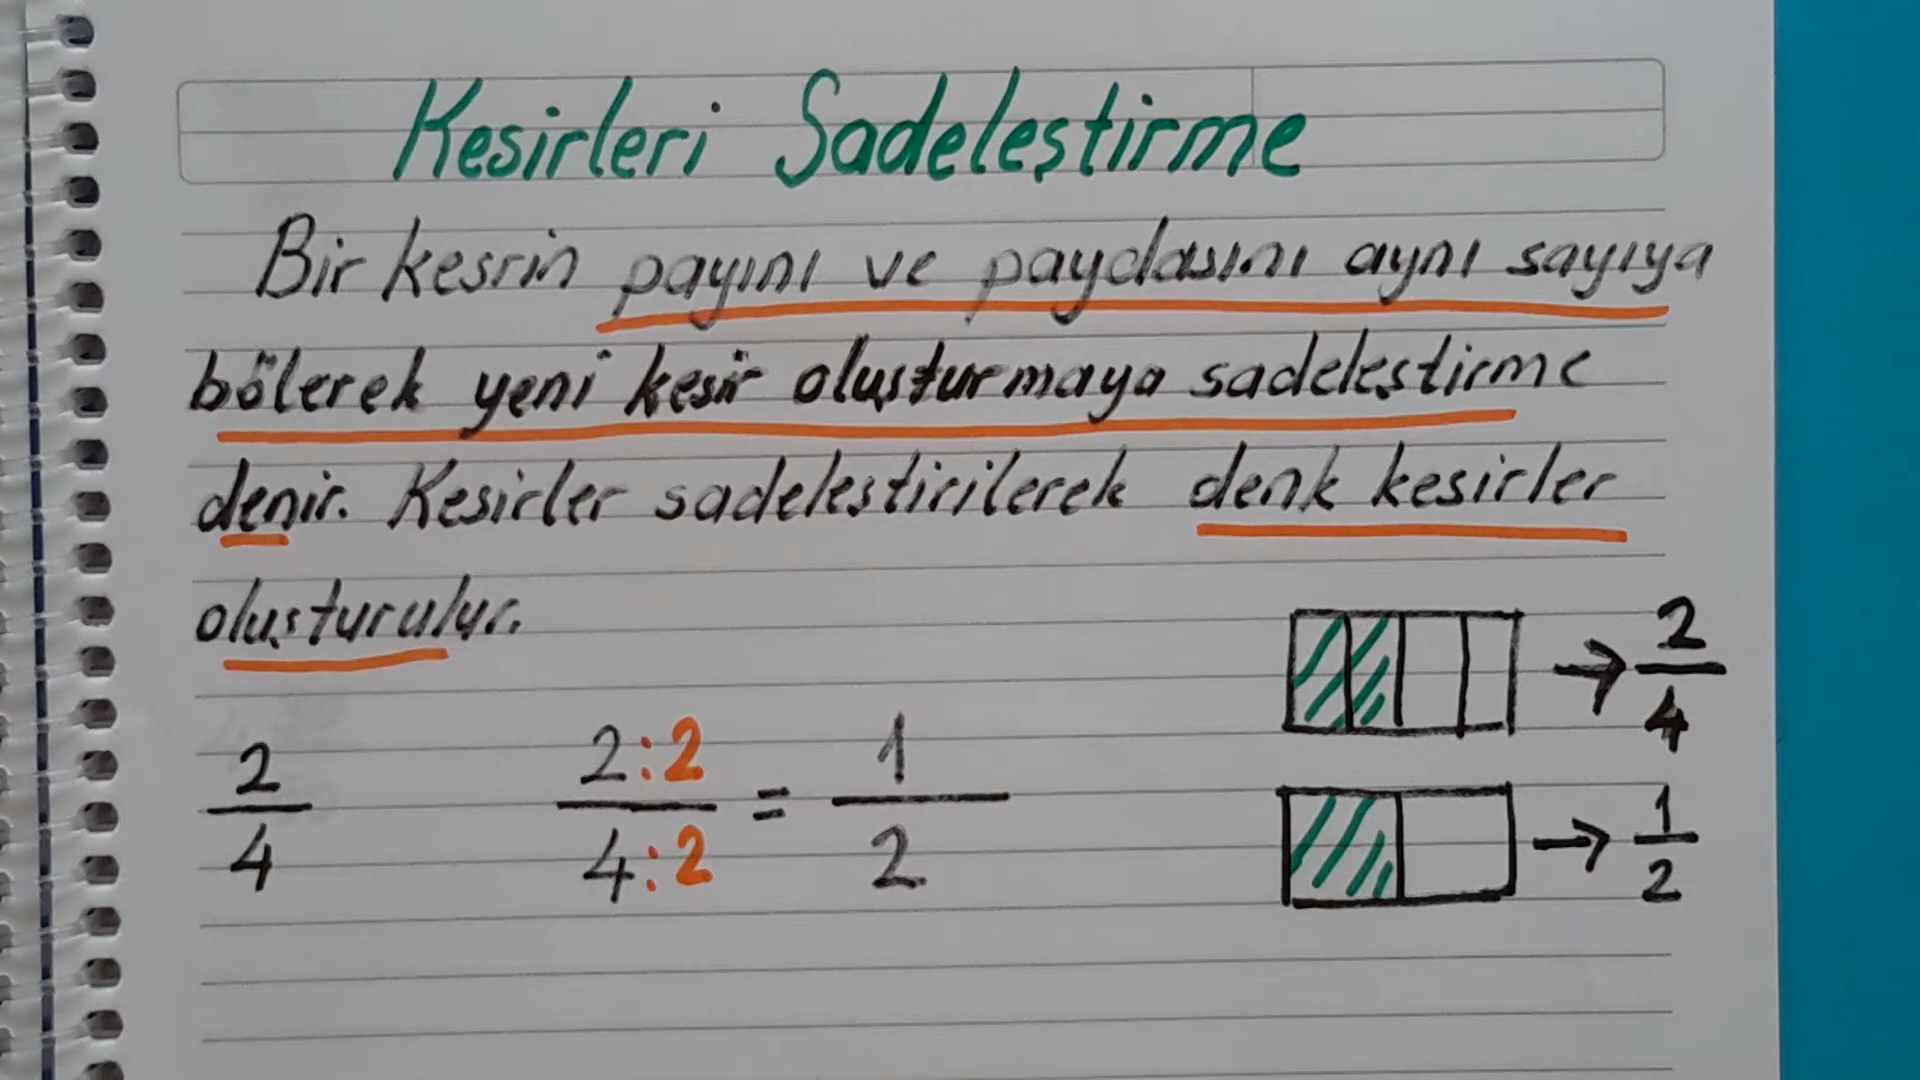 Kesirleri Sadeleştirme
Bir kesrin payını ve paydasını aynı sayıya
bölerek yeni kesir oluşturmaya sadeleştirme
denir. Kesirler sadeleştirilerek denk kesirler
oluşturulur.
2/4
2:2/4:2 = 1/2
→ 2/4
→ 1/2